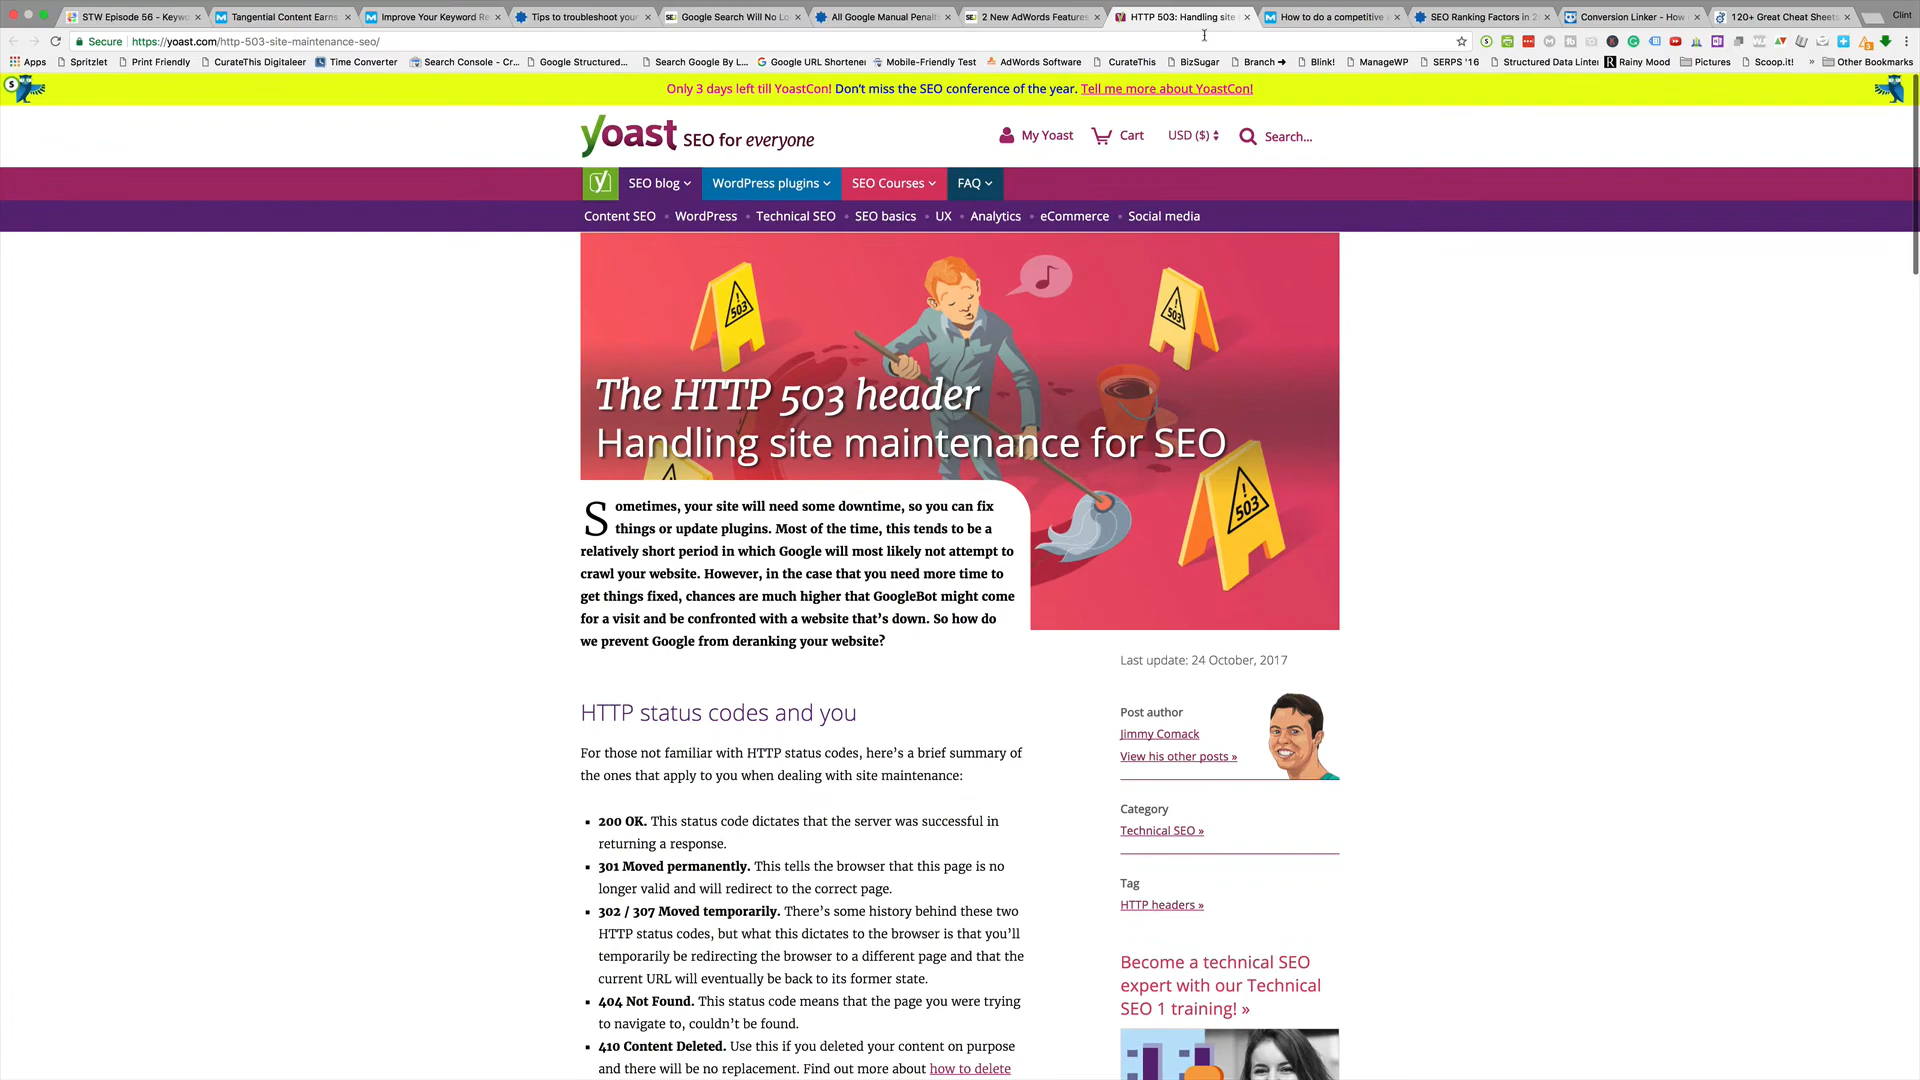 STW Episode 56 - Keyw
Tangential Content Earns
Improve Your Keyword Re
Tips to troubleshoot your
Google Search Will No Lo
All Google Manual Penalt
2 New AdWords Features
HTTP 503: Handling site
How to do a competitive
SEO Ranking Factors in 2
Conversion Linker - How
120+ Great Cheat Sheets
Clint
Secure https://yoast.com/http-503-site-maintenance-seo/
Apps
Spritzlet
Print Friendly
CurateThis Digitaleer
Time Converter
Search Console - Cr...
Google Structured...
Search Google By L...
Google URL Shortener
Mobile-Friendly Test
AdWords Software
CurateThis
BizSugar
Branch
Blink!
ManageWP
SERPS '16
Structured Data Linter
Rainy Mood
Pictures
Scoop.it!
»
Other Bookmarks
Only 3 days left till YoastCon! Don't miss the SEO conference of the year. Tell me more about YoastCon!
yoast SEO for everyone
My Yoast
Cart
USD ($)
Search...
SEO blog
WordPress plugins
SEO Courses
FAQ
Content SEO • WordPress • Technical SEO • SEO basics • UX • Analytics • eCommerce • Social media
503
503
503
The HTTP 503 header
Handling site maintenance for SEO
Sometimes, your site will need some downtime, so you can fix
things or update plugins. Most of the time, this tends to be a
relatively short period in which Google will most likely not attempt to
crawl your website. However, in the case that you need more time to
get things fixed, chances are much higher that GoogleBot might come
for a visit and be confronted with a website that's down. So how do
we prevent Google from deranking your website?
Last update: 24 October, 2017
Post author
Jimmy Comack
View his other posts »
Category
Technical SEO »
Tag
HTTP headers »
Become a technical SEO
expert with our Technical
SEO 1 training! »
HTTP status codes and you
For those not familiar with HTTP status codes, here's a brief summary of
the ones that apply to you when dealing with site maintenance:
▪ 200 OK. This status code dictates that the server was successful in
returning a response.
▪ 301 Moved permanently. This tells the browser that this page is no
longer valid and will redirect to the correct page.
▪ 302 / 307 Moved temporarily. There's some history behind these two
HTTP status codes, but what this dictates to the browser is that you'll
temporarily be redirecting the browser to a different page and that the
current URL will eventually be back to its former state.
▪ 404 Not Found. This status code means that the page you were trying
to navigate to, couldn't be found.
▪ 410 Content Deleted. Use this if you deleted your content on purpose
and there will be no replacement. Find out more about how to delete